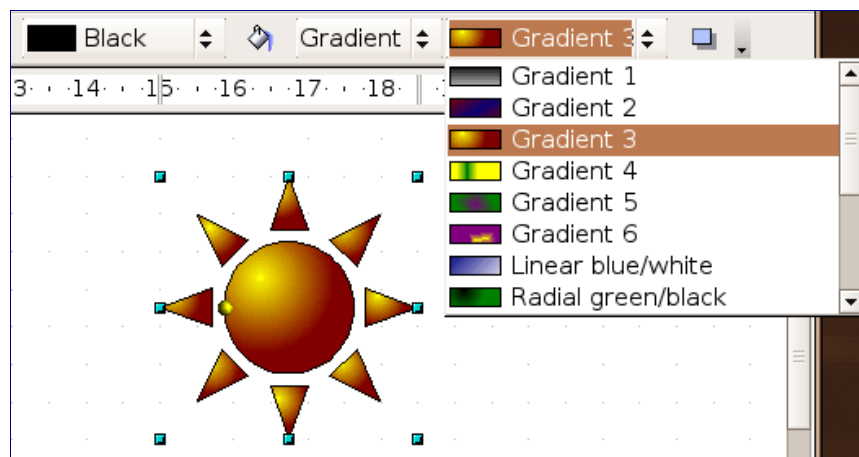 Black Gradient Gradient 3
3 · · 14 · · 15 · · 16 · · 17 · · 18 ·
Gradient 1
Gradient 2
Gradient 3
Gradient 4
Gradient 5
Gradient 6
Linear blue/white
Radial green/black